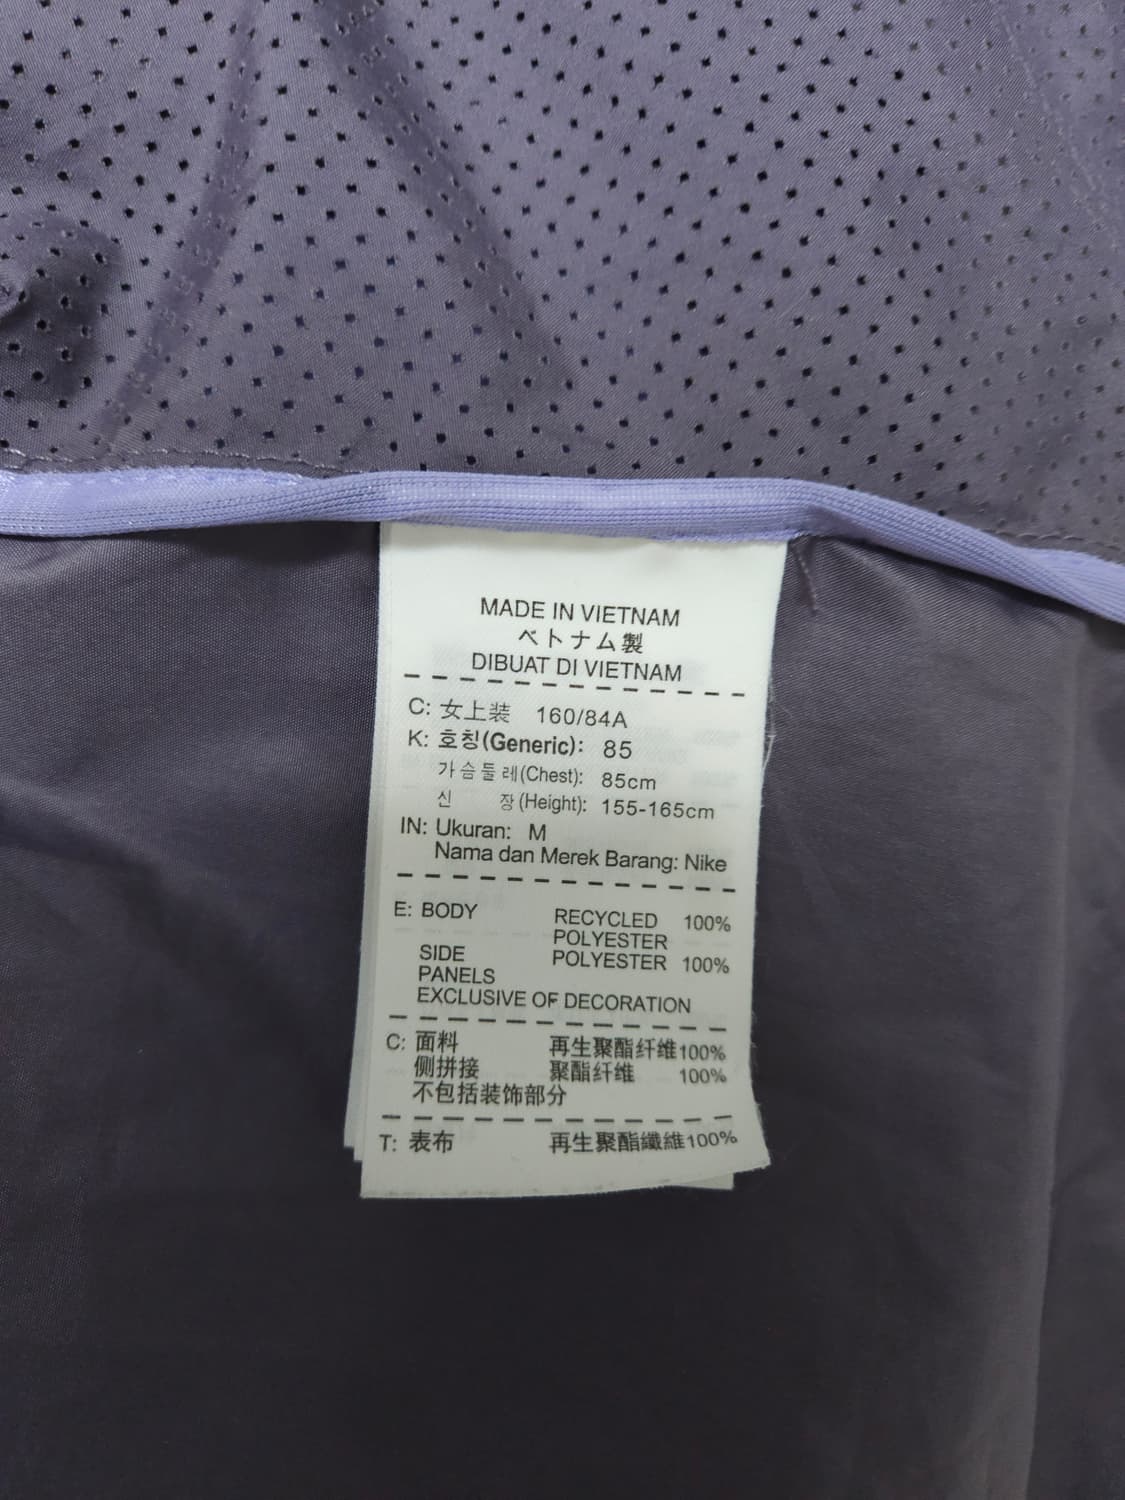 MADE IN VIETNAM
ベトナム製
DIBUAT DI VIETNAM
C: 女上装 160/84A
K: 호칭(Generic): 85
가슴둘레(Chest): 85cm
신 장(Height): 155-165cm
IN: Ukuran: M
Nama dan Merek Barang: Nike
E: BODY RECYCLED 100%
POLYESTER
SIDE POLYESTER 100%
PANELS
EXCLUSIVE OF DECORATION
C: 面料 再生聚酯纤维100%
侧拼接 聚酯纤维 100%
不包括装饰部分
T: 表布 再生聚酯纖維100%